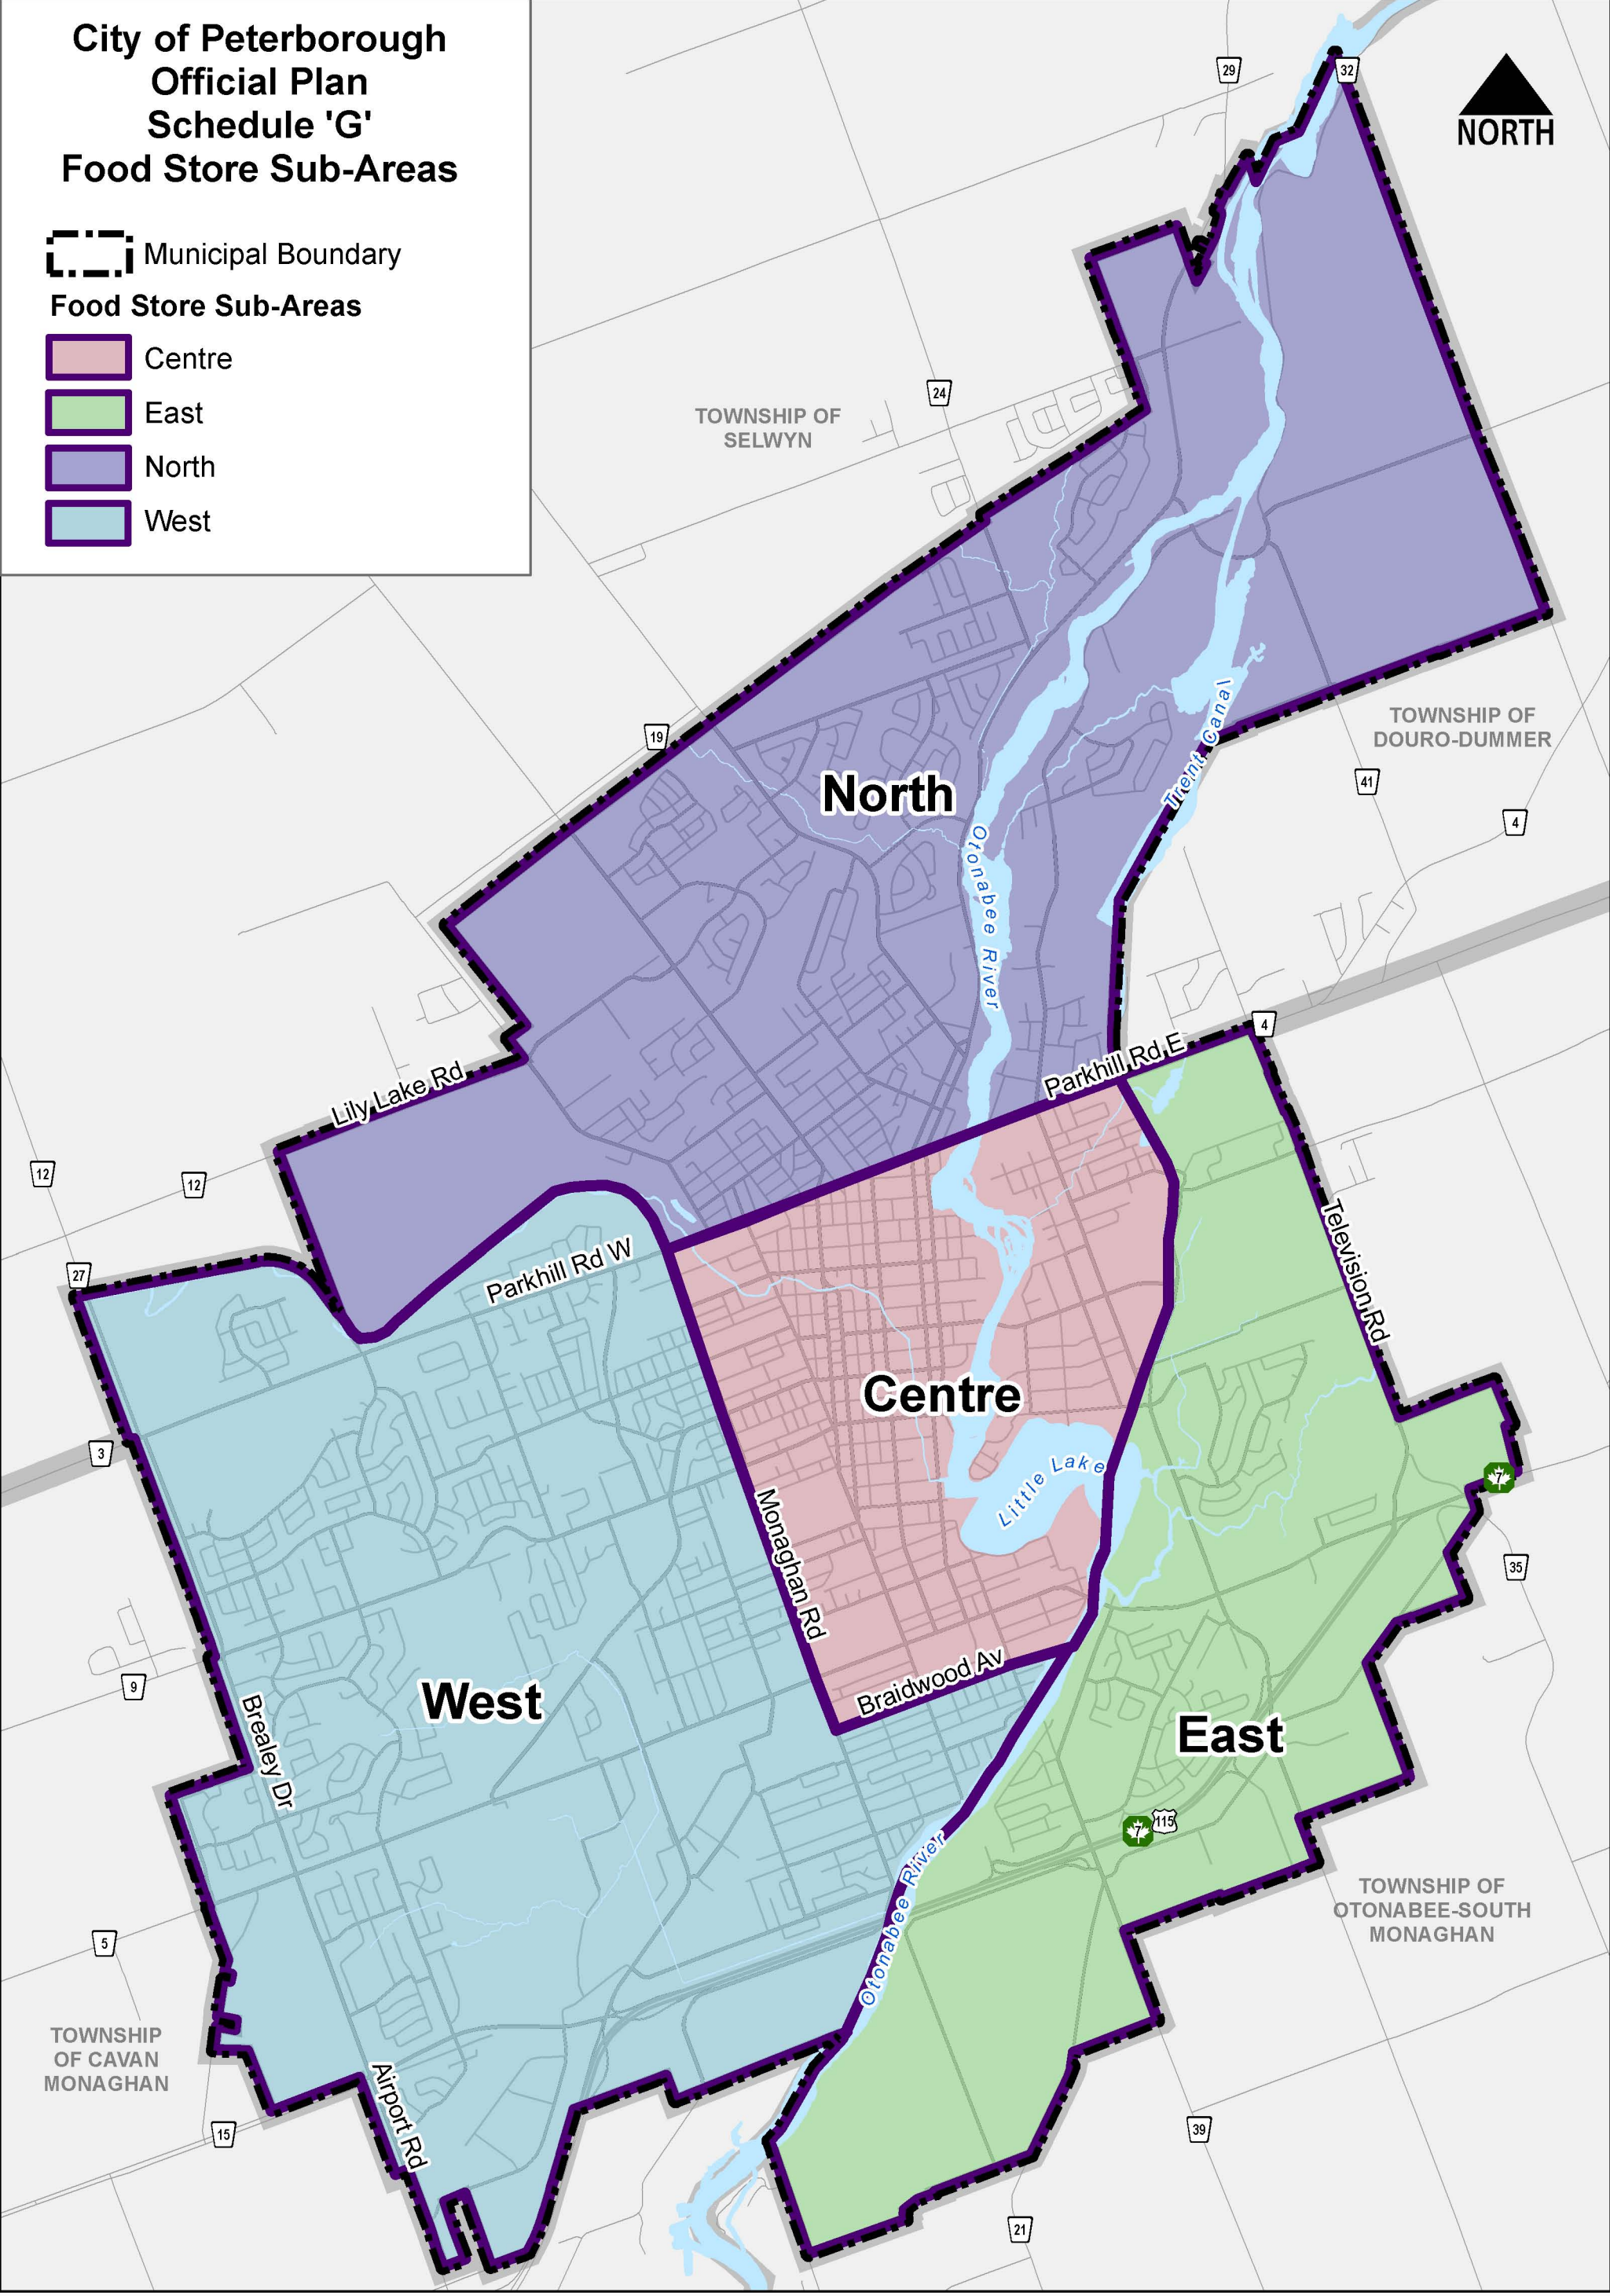 City of Peterborough
Official Plan
Schedule 'G'
Food Store Sub-Areas
Municipal Boundary
Food Store Sub-Areas
Centre
East
North
West
29
32
NORTH
24
TOWNSHIP OF
SELWYN
19
TOWNSHIP OF
DOURO-DUMMER
Trent Canal
41
4
North
Otonabee River
4
Parkhill Rd E
Lily Lake Rd
12
12
27
Parkhill Rd W
Television Rd
Centre
3
Little Lake
7
Monaghan Rd
35
9
West
Braidwood Av
Brealey Dr
East
7
115
Otonabee River
TOWNSHIP OF
OTONABEE-SOUTH
MONAGHAN
5
TOWNSHIP
OF CAVAN
MONAGHAN
Airport Rd
15
39
21